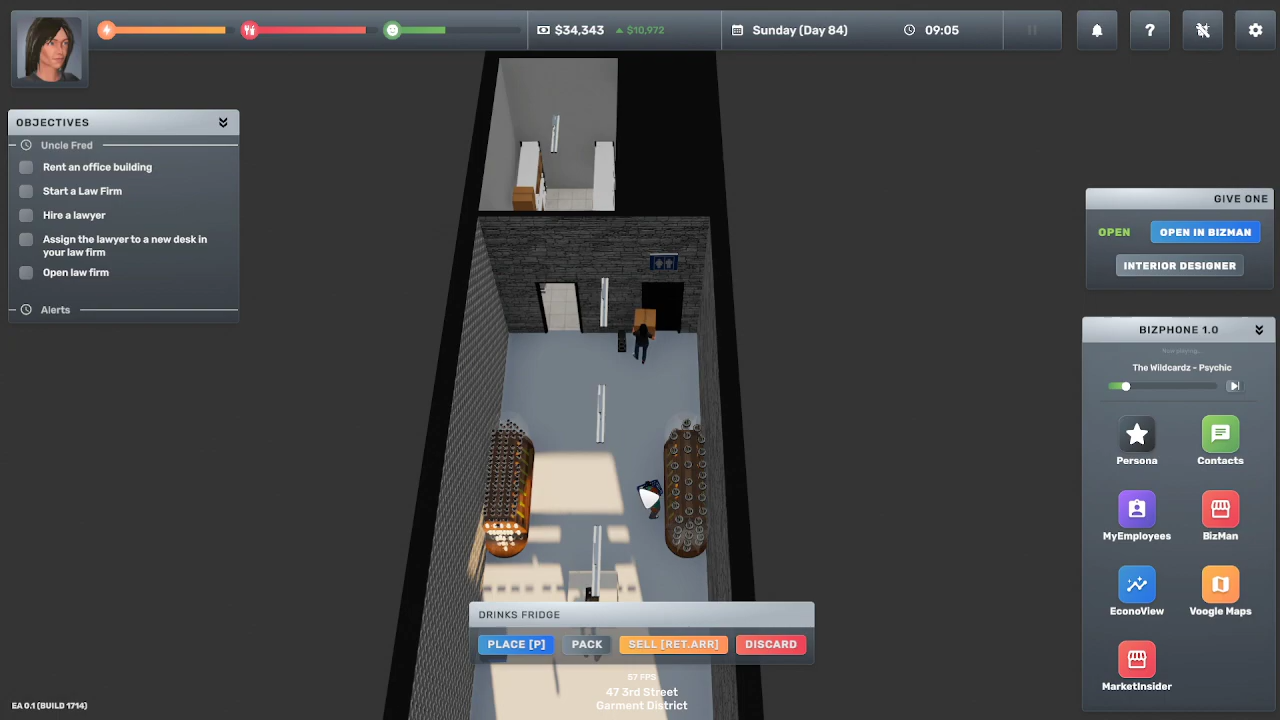 $34,343 ▲ $10,972
Sunday (Day 84)
09:05
?
OBJECTIVES
Uncle Fred
Rent an office building
Start a Law Firm
Hire a lawyer
Assign the lawyer to a new desk in
your law firm
Open law firm
Alerts
GIVE ONE
OPEN
OPEN IN BIZMAN
INTERIOR DESIGNER
BIZPHONE 1.0
Now playing...
The Wildcardz - Psychic
Persona
Contacts
MyEmployees
BizMan
EconoView
Voogle Maps
MarketInsider
DRINKS FRIDGE
PLACE [P]
PACK
SELL [RET.ARR]
DISCARD
57 FPS
47 3rd Street
Garment District
EA 0.1 (BUILD 1714)